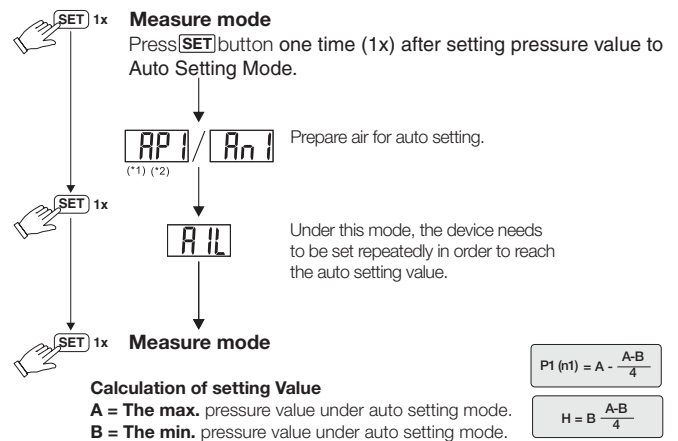 SET 1x Measure mode
Press SET button one time (1x) after setting pressure value to
Auto Setting Mode.
AP1 / An1 Prepare air for auto setting.
(*1) (*2)
SET 1x
A1L
Under this mode, the device needs
to be set repeatedly in order to reach
the auto setting value.
SET 1x Measure mode
P1 (n1) = A - A-B
4
Calculation of setting Value
A = The max. pressure value under auto setting mode.
H = B A-B
4
B = The min. pressure value under auto setting mode.